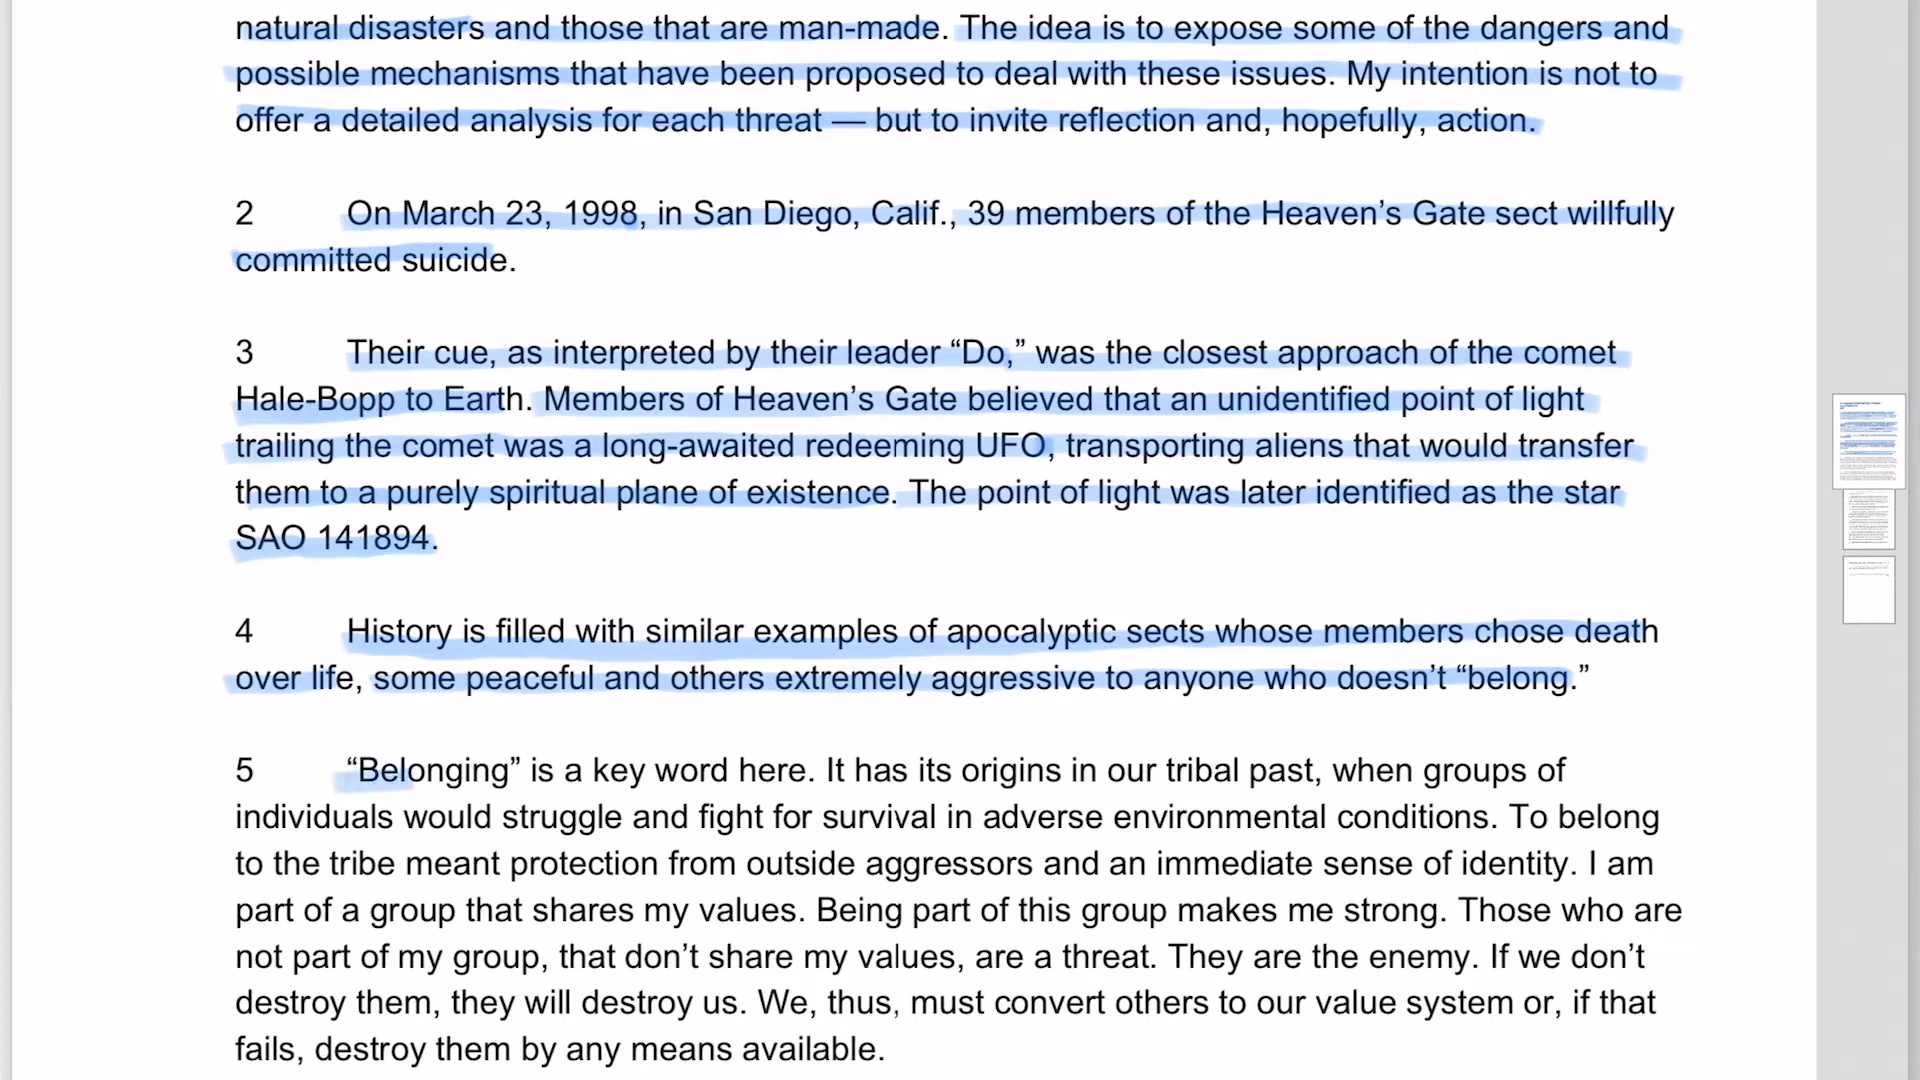 natural disasters and those that are man-made. The idea is to expose some of the dangers and
possible mechanisms that have been proposed to deal with these issues. My intention is not to
offer a detailed analysis for each threat — but to invite reflection and, hopefully, action.
2 On March 23, 1998, in San Diego, Calif., 39 members of the Heaven’s Gate sect willfully
committed suicide.
3 Their cue, as interpreted by their leader “Do,” was the closest approach of the comet
Hale-Bopp to Earth. Members of Heaven’s Gate believed that an unidentified point of light
trailing the comet was a long-awaited redeeming UFO, transporting aliens that would transfer
them to a purely spiritual plane of existence. The point of light was later identified as the star
SAO 141894.
4 History is filled with similar examples of apocalyptic sects whose members chose death
over life, some peaceful and others extremely aggressive to anyone who doesn’t “belong.”
5 “Belonging” is a key word here. It has its origins in our tribal past, when groups of
individuals would struggle and fight for survival in adverse environmental conditions. To belong
to the tribe meant protection from outside aggressors and an immediate sense of identity. I am
part of a group that shares my values. Being part of this group makes me strong. Those who are
not part of my group, that don’t share my values, are a threat. They are the enemy. If we don’t
destroy them, they will destroy us. We, thus, must convert others to our value system or, if that
fails, destroy them by any means available.